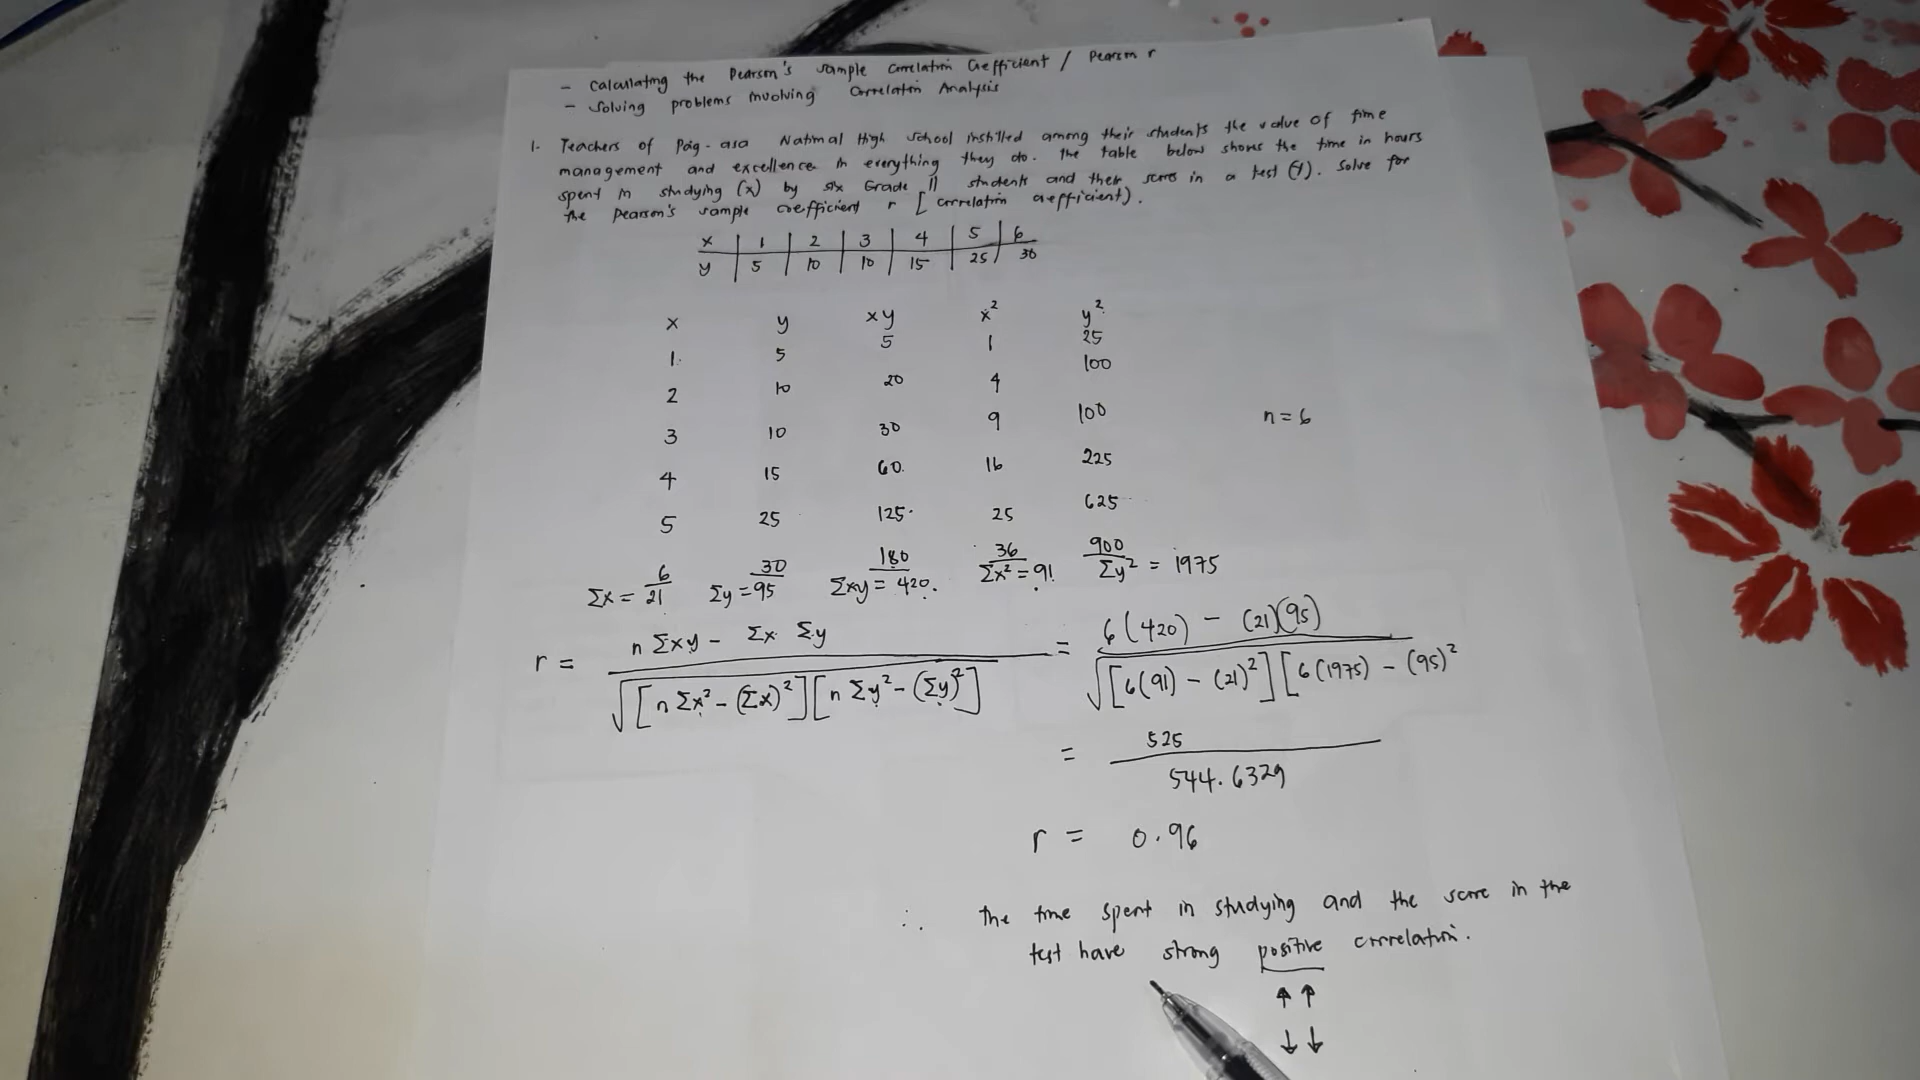 - Calculating the Pearson's sample Correlation Coefficient / Pearson r
- Solving problems involving Correlation Analysis
1. Teachers of Pag-asa National High School instilled among their students the value of time
management and excellence in everything they do. The table below shows the time in hours
spent in studying (x) by six Grade 11 students and their scores in a test (y). Solve for
the Pearson's sample coefficient r [correlation coefficient).
x | 1 | 2 | 3 | 4 | 5 | 6
y | 5 | 10 | 10 | 15 | 25 | 30
x y xy x² y²
1 5 5 1 25
2 10 20 4 100
3 10 30 9 100
n = 6
4 15 60 16 225
5 25 125 25 625
6 30 180 36 900
Σx = 21 Σy = 95 Σxy = 420 Σx² = 91 Σy² = 1975
r = n Σxy - Σx Σy / √[n Σx² - (Σx)²][n Σy² - (Σy)²] = 6(420) - (21)(95) / √[6(91) - (21)²][6(1975) - (95)²
= 525 / 544.6329
r = 0.96
∴ the time spent in studying and the score in the
test have strong positive correlation.
↑ ↑
↓ ↓